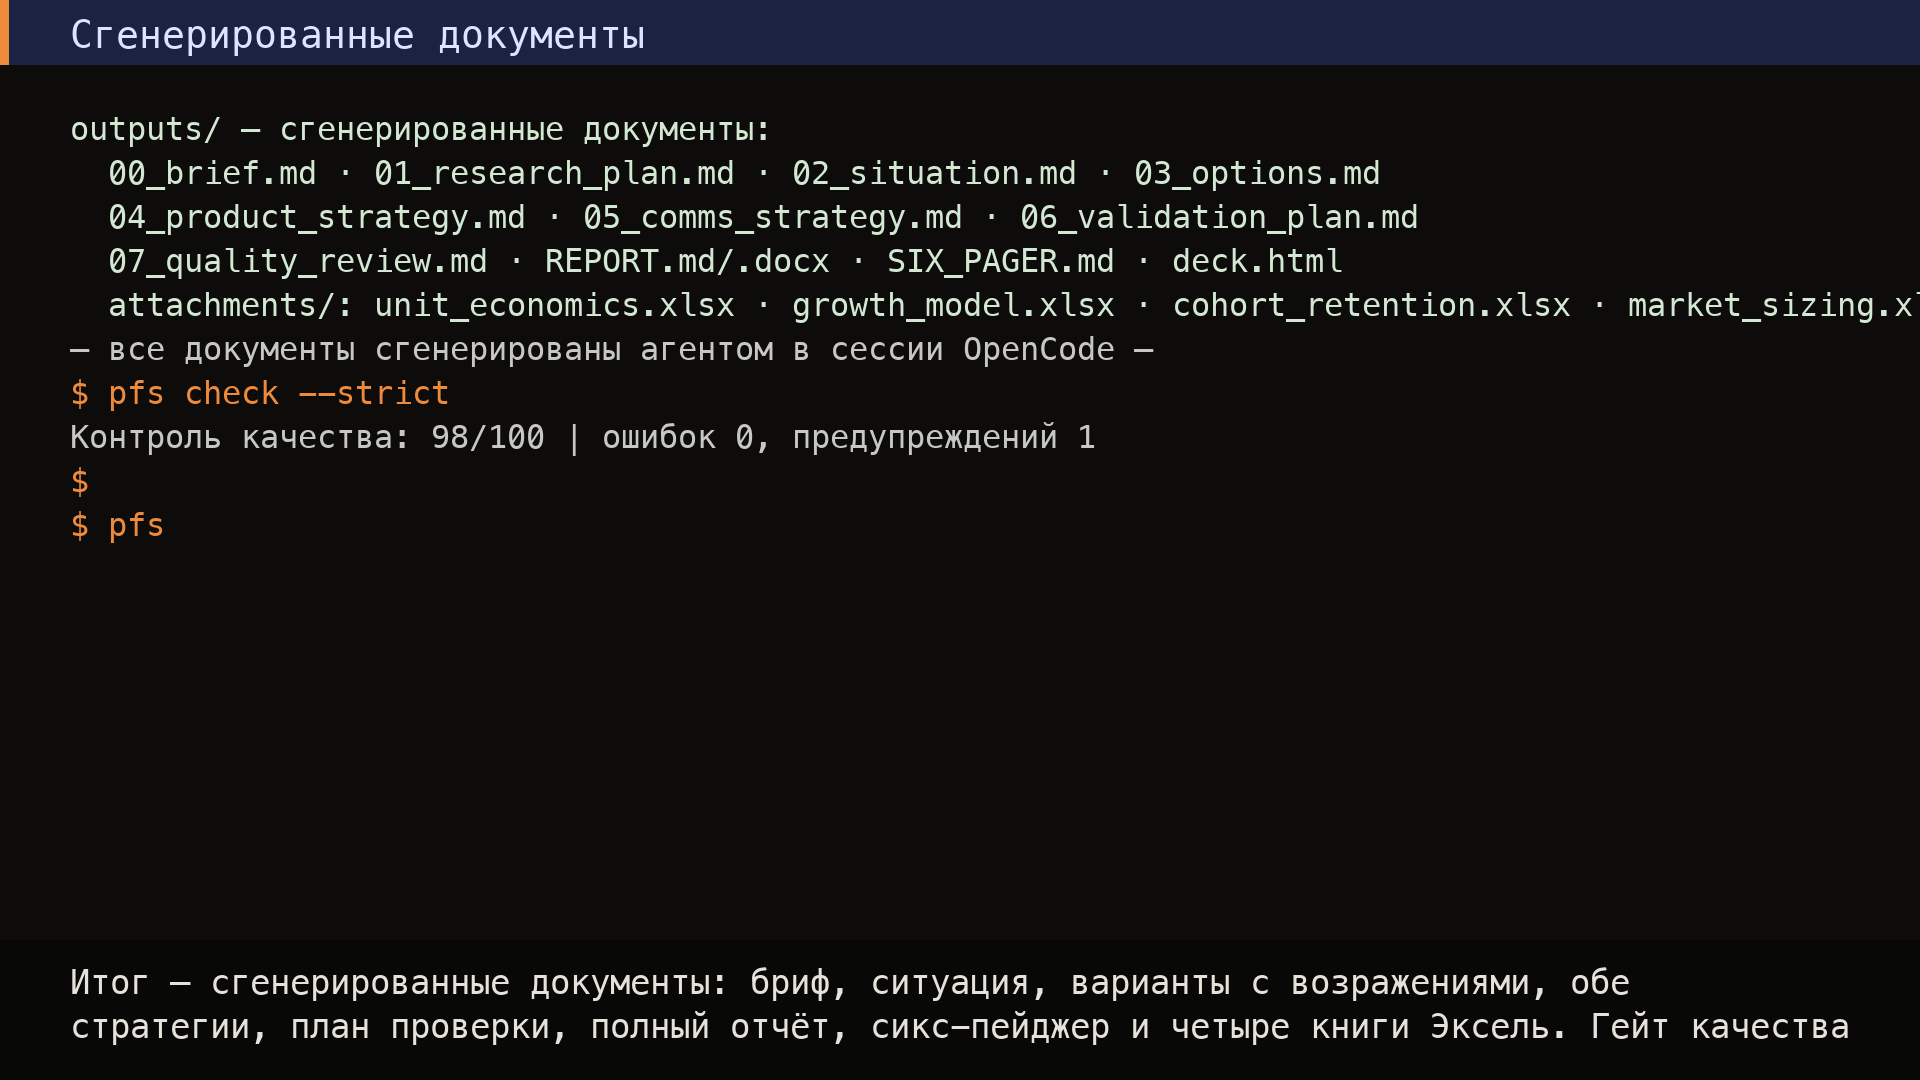 Сгенерированные документы
outputs/ — сгенерированные документы:
00_brief.md · 01_research_plan.md · 02_situation.md · 03_options.md
04_product_strategy.md · 05_comms_strategy.md · 06_validation_plan.md
07_quality_review.md · REPORT.md/.docx · SIX_PAGER.md · deck.html
attachments/: unit_economics.xlsx · growth_model.xlsx · cohort_retention.xlsx · market_sizing.xl
— все документы сгенерированы агентом в сессии OpenCode —
$ pfs check --strict
Контроль качества: 98/100 | ошибок 0, предупреждений 1
$
$ pfs
Итог — сгенерированные документы: бриф, ситуация, варианты с возражениями, обе
стратегии, план проверки, полный отчёт, сикс-пейджер и четыре книги Эксель. Гейт качества